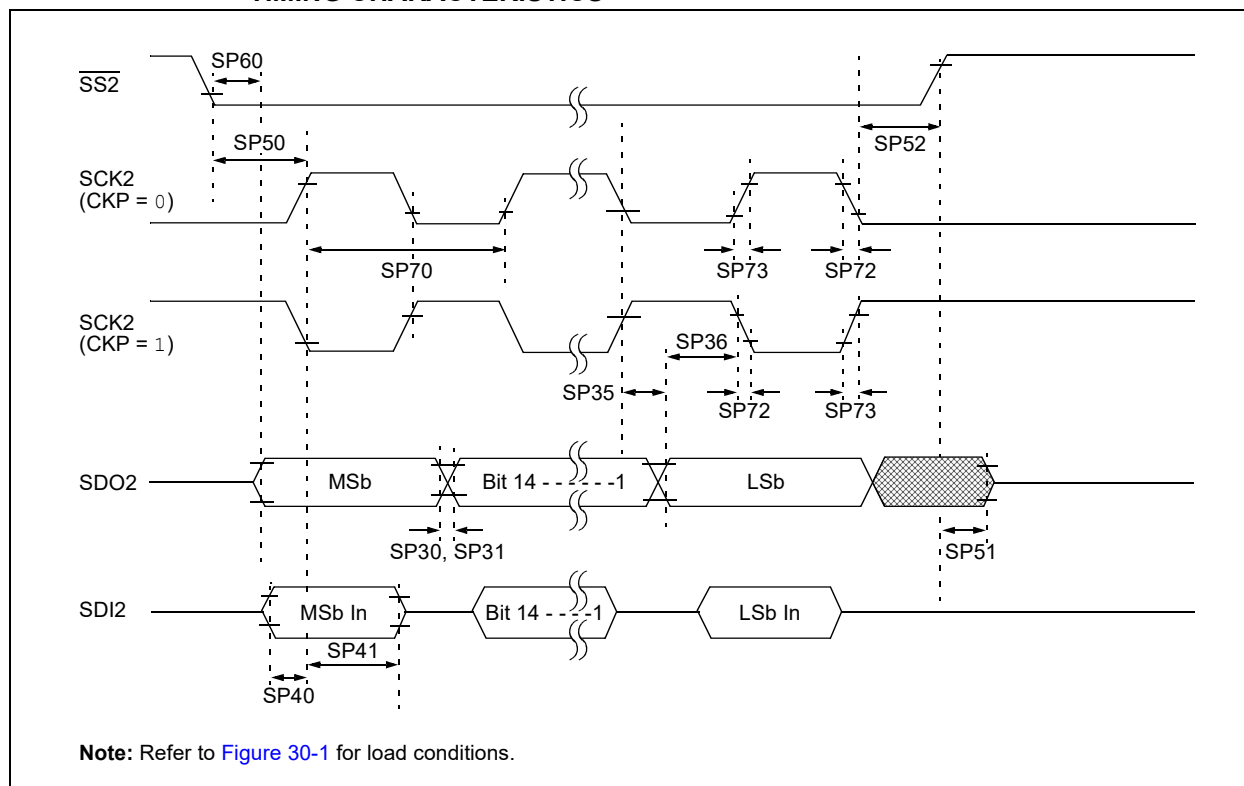 SP60
SS2
SP50
SP52
SCK2
(CKP = 0)
SP70
SP73
SP72
SCK2
(CKP = 1)
SP36
SP35
SP72
SP73
SDO2
MSb
Bit 14 - - - - - -1
LSb
SP30, SP31
SP51
SDI2
MSb In
Bit 14 - - - -1
LSb In
SP41
SP40
Note: Refer to Figure 30-1 for load conditions.